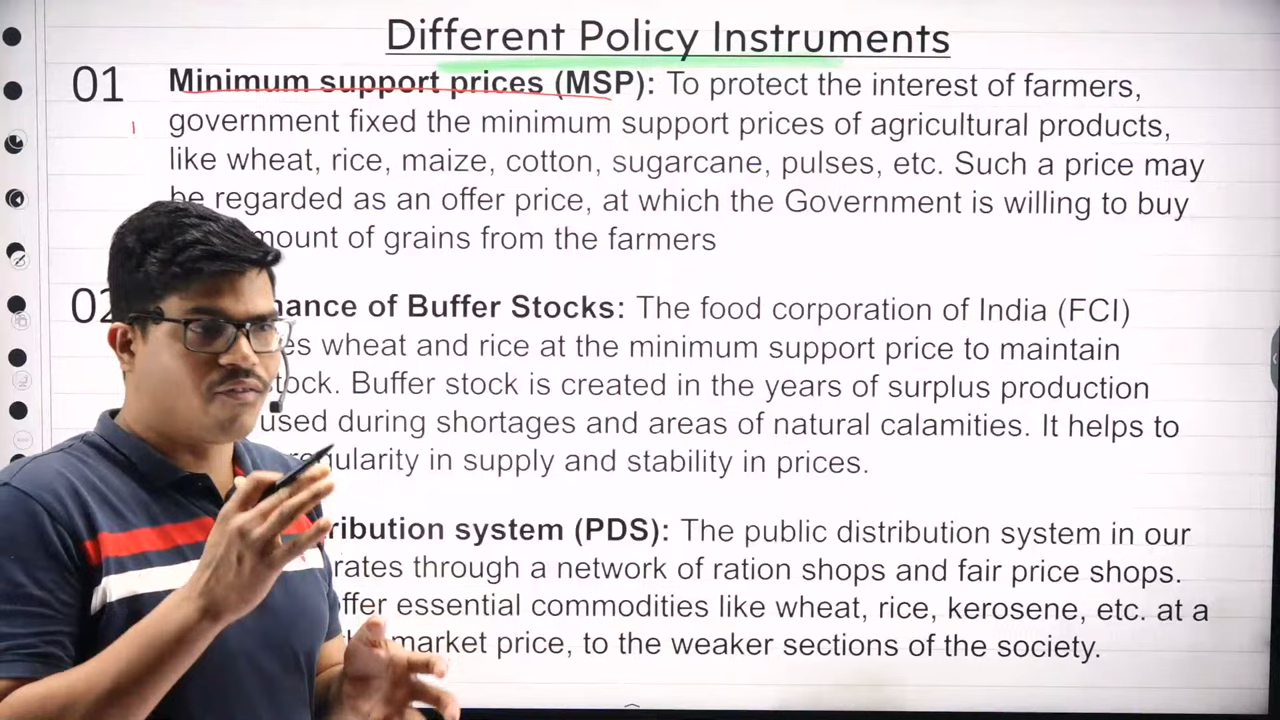 Different Policy Instruments
01 Minimum support prices (MSP): To protect the interest of farmers,
government fixed the minimum support prices of agricultural products,
like wheat, rice, maize, cotton, sugarcane, pulses, etc. Such a price may
be regarded as an offer price, at which the Government is willing to buy
mount of grains from the farmers
02 nance of Buffer Stocks: The food corporation of India (FCI)
es wheat and rice at the minimum support price to maintain
tock. Buffer stock is created in the years of surplus production
used during shortages and areas of natural calamities. It helps to
regularity in supply and stability in prices.
ribution system (PDS): The public distribution system in our
rates through a network of ration shops and fair price shops.
ffer essential commodities like wheat, rice, kerosene, etc. at a
market price, to the weaker sections of the society.